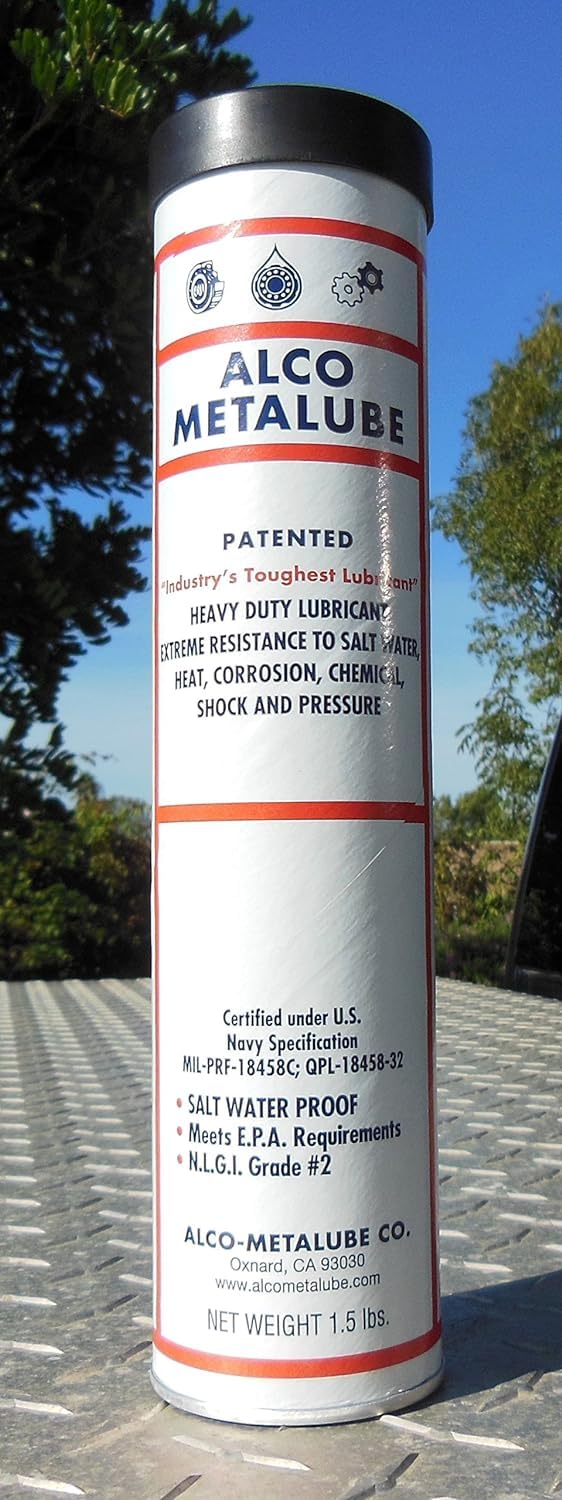 ALCO
METALUBE
PATENTED
"Industry's Toughest Lubricant"
HEAVY DUTY LUBRICANT
EXTREME RESISTANCE TO SALT WATER,
HEAT, CORROSION, CHEMICAL,
SHOCK AND PRESSURE
Certified under U.S.
Navy Specification
MIL-PRF-18458C; QPL-18458-32
• SALT WATER PROOF
• Meets E.P.A. Requirements
• N.L.G.I. Grade #2
ALCO-METALUBE CO.
Oxnard, CA 93030
www.alcometalube.com
NET WEIGHT 1.5 lbs.